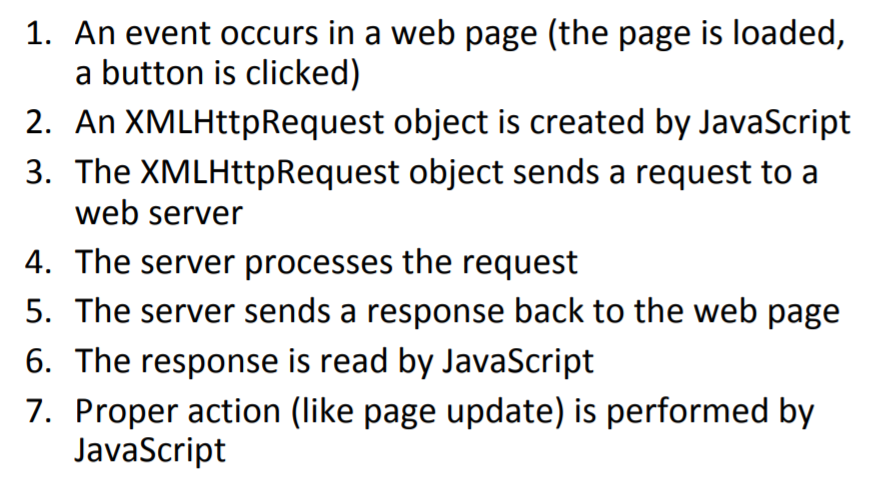 1. An event occurs in a web page (the page is loaded,
a button is clicked)
2. An XMLHttpRequest object is created by JavaScript
3. The XMLHttpRequest object sends a request to a
web server
4. The server processes the request
5. The server sends a response back to the web page
6. The response is read by JavaScript
7. Proper action (like page update) is performed by
JavaScript